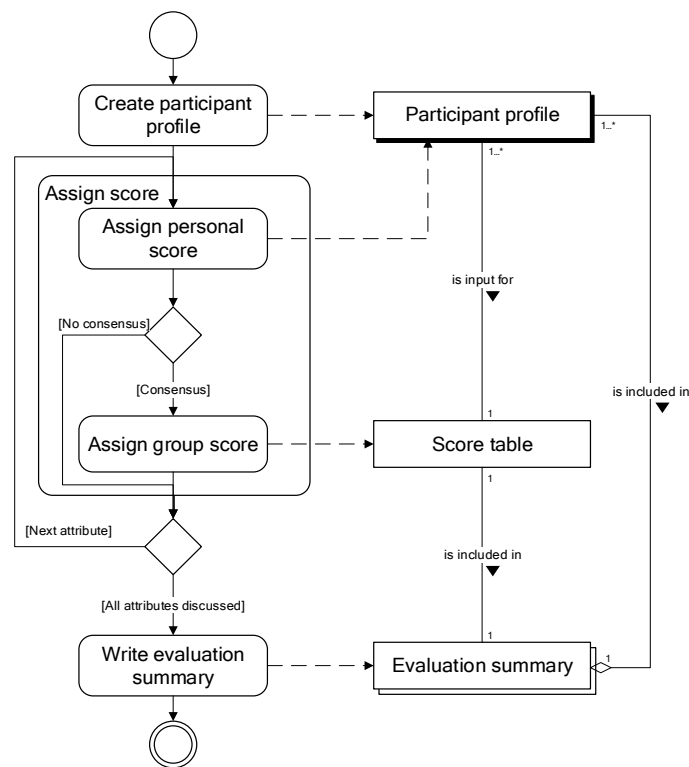 Create participant
profile
Participant profile
1..*
1..*
Assign score
Assign personal
score
is input for
[No consensus]
[Consensus]
is included in
1
Assign group score
Score table
1
[Next attribute]
is included in
[All attributes discussed]
1
Write evaluation
summary
Evaluation summary
1